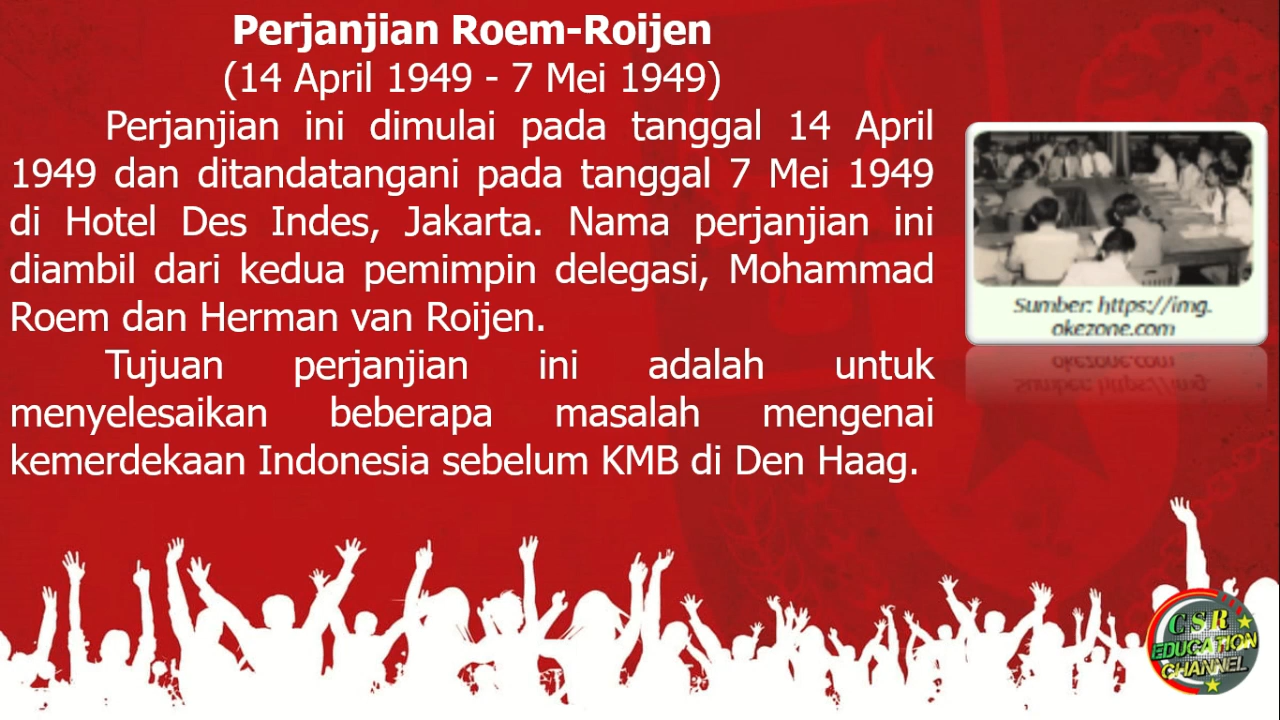 Perjanjian Roem-Roijen
(14 April 1949 - 7 Mei 1949)
Perjanjian ini dimulai pada tanggal 14 April
1949 dan ditandatangani pada tanggal 7 Mei 1949
di Hotel Des Indes, Jakarta. Nama perjanjian ini
diambil dari kedua pemimpin delegasi, Mohammad
Roem dan Herman van Roijen.
Tujuan perjanjian ini adalah untuk
menyelesaikan beberapa masalah mengenai
kemerdekaan Indonesia sebelum KMB di Den Haag.
Sumber: https://img.
okezone.com
CSR
EDUCATION
CHANNEL